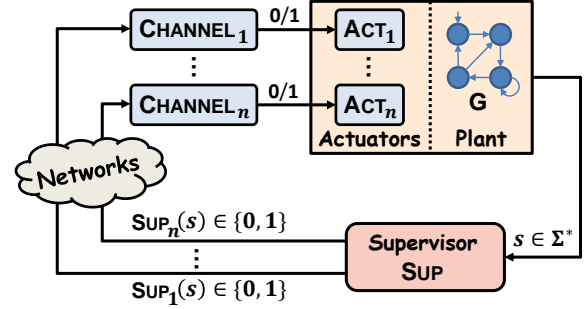 CHANNEL₁ 0/1 ACT₁
⋮ ⋮
CHANNELₙ 0/1 ACTₙ G
Actuators Plant
Networks
SUPₙ(s) ∈ {0, 1}
⋮
SUP₁(s) ∈ {0, 1}
Supervisor
SUP
s ∈ Σ*